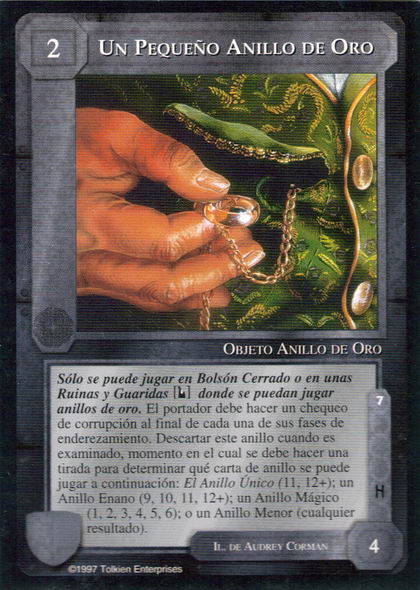 2
UN PEQUEÑO ANILLO DE ORO
OBJETO ANILLO DE ORO
Sólo se puede jugar en Bolsón Cerrado o en unas
Ruinas y Guaridas [ ] donde se puedan jugar
anillos de oro. El portador debe hacer un chequeo
de corrupción al final de cada una de sus fases de
enderezamiento. Descartar este anillo cuando es
examinado, momento en el cual se debe hacer una
tirada para determinar qué carta de anillo se puede
jugar a continuación: El Anillo Único (11, 12+); un
Anillo Enano (9, 10, 11, 12+); un Anillo Mágico
(1, 2, 3, 4, 5, 6); o un Anillo Menor (cualquier
resultado).
7
H
IL. DE AUDREY CORMAN
4
©1997 Tolkien Enterprises